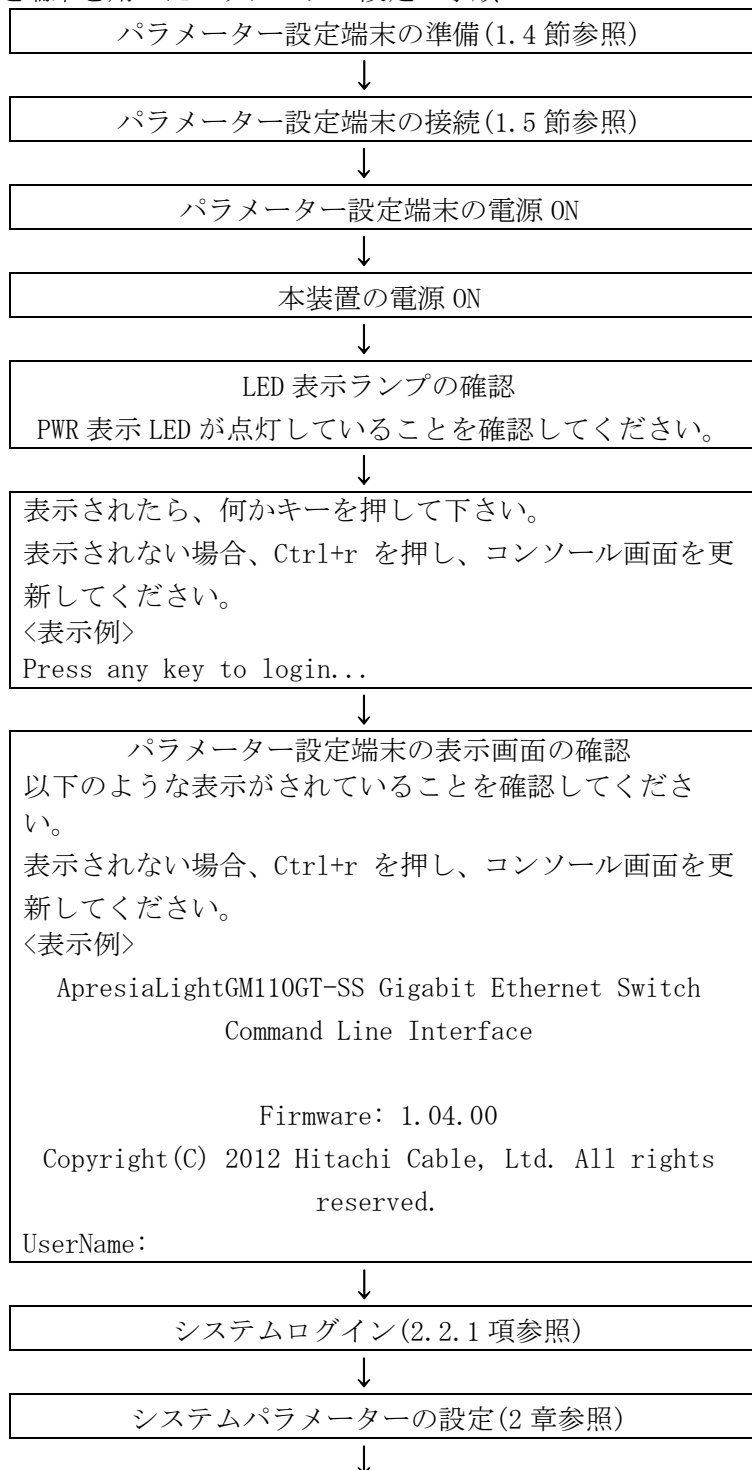 パラメーター設定端末の準備(1.4 節参照)
↓
パラメーター設定端末の接続(1.5 節参照)
↓
パラメーター設定端末の電源 ON
↓
本装置の電源 ON
↓
LED 表示ランプの確認
PWR 表示 LED が点灯していることを確認してください。
↓
表示されたら、何かキーを押して下さい。
表示されない場合、Ctrl+r を押し、コンソール画面を更
新してください。
<表示例>
Press any key to login...
↓
パラメーター設定端末の表示画面の確認
以下のような表示がされていることを確認してくださ
い。
表示されない場合、Ctrl+r を押し、コンソール画面を更
新してください。
<表示例>
ApresiaLightGM110GT-SS Gigabit Ethernet Switch
Command Line Interface
Firmware: 1.04.00
Copyright(C) 2012 Hitachi Cable, Ltd. All rights
reserved.
UserName:
↓
システムログイン(2.2.1 項参照)
↓
システムパラメーターの設定(2 章参照)
↓